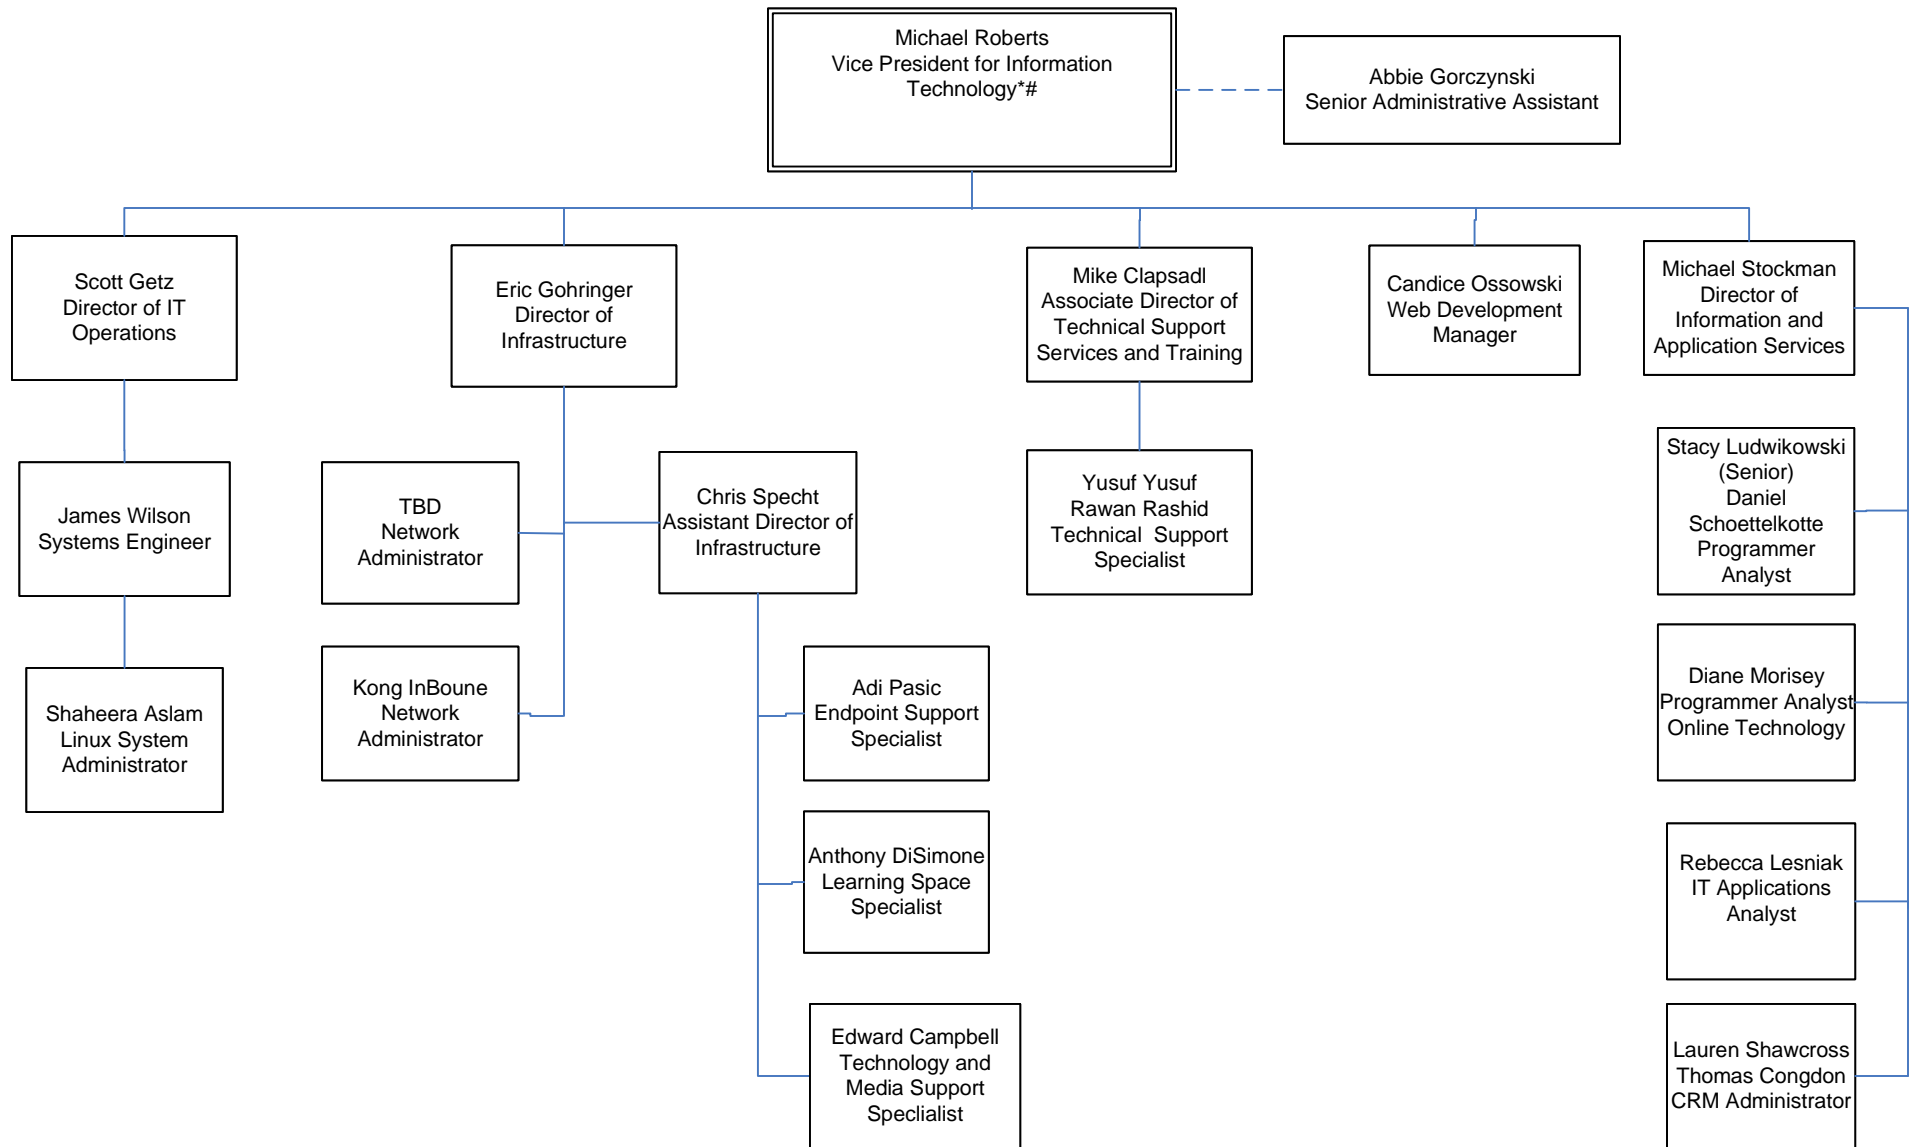 Michael Roberts
Vice President for Information
Technology*#
Abbie Gorczynski
Senior Administrative Assistant
Scott Getz
Director of IT
Operations
Eric Gohringer
Director of
Infrastructure
Mike Clapsadl
Associate Director of
Technical Support
Services and Training
Candice Ossowski
Web Development
Manager
Michael Stockman
Director of
Information and
Application Services
James Wilson
Systems Engineer
TBD
Network
Administrator
Chris Specht
Assistant Director of
Infrastructure
Yusuf Yusuf
Rawan Rashid
Technical  Support
Specialist
Stacy Ludwikowski
(Senior)
Daniel
Schoettelkotte
Programmer
Analyst
Shaheera Aslam
Linux System
Administrator
Kong InBoune
Network
Administrator
Adi Pasic
Endpoint Support
Specialist
Diane Morisey
Programmer Analyst
Online Technology
Anthony DiSimone
Learning Space
Specialist
Rebecca Lesniak
IT Applications
Analyst
Edward Campbell
Technology and
Media Support
Speclialist
Lauren Shawcross
Thomas Congdon
CRM Administrator